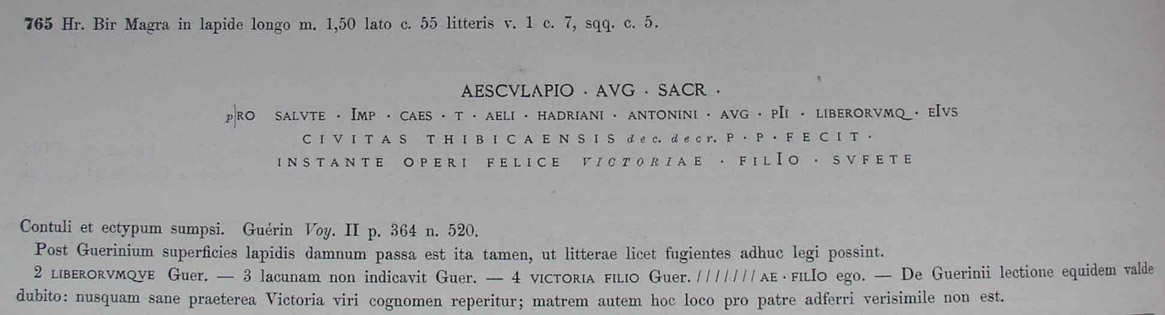 765 Hr. Bir Magra in lapide longo m. 1,50 lato c. 55 litteris v. 1 c. 7, sqq. c. 5.
AESCVLAPIO · AVG · SACR ·
p|RO SALVTE · IMP · CAES · T · AELI · HADRIANI · ANTONINI · AVG · PII · LIBERORVMQ · EIVS
CIVITAS THIBICAENSIS dec. decr. P · P · FECIT ·
INSTANTE OPERI FELICE VICTORIAE · FILIO · SVFETE
Contuli et ectypum sumpsi. Guérin Voy. II p. 364 n. 520.
Post Guerinium superficies lapidis damnum passa est ita tamen, ut litterae licet fugientes adhuc legi possint.
2 LIBERORVMQVE Guer. — 3 lacunam non indicavit Guer. — 4 VICTORIA FILIO Guer. /////// AE · FILIO ego. — De Guerinii lectione equidem valde
dubito: nusquam sane praeterea Victoria viri cognomen reperitur; matrem autem hoc loco pro patre adferri verisimile non est.